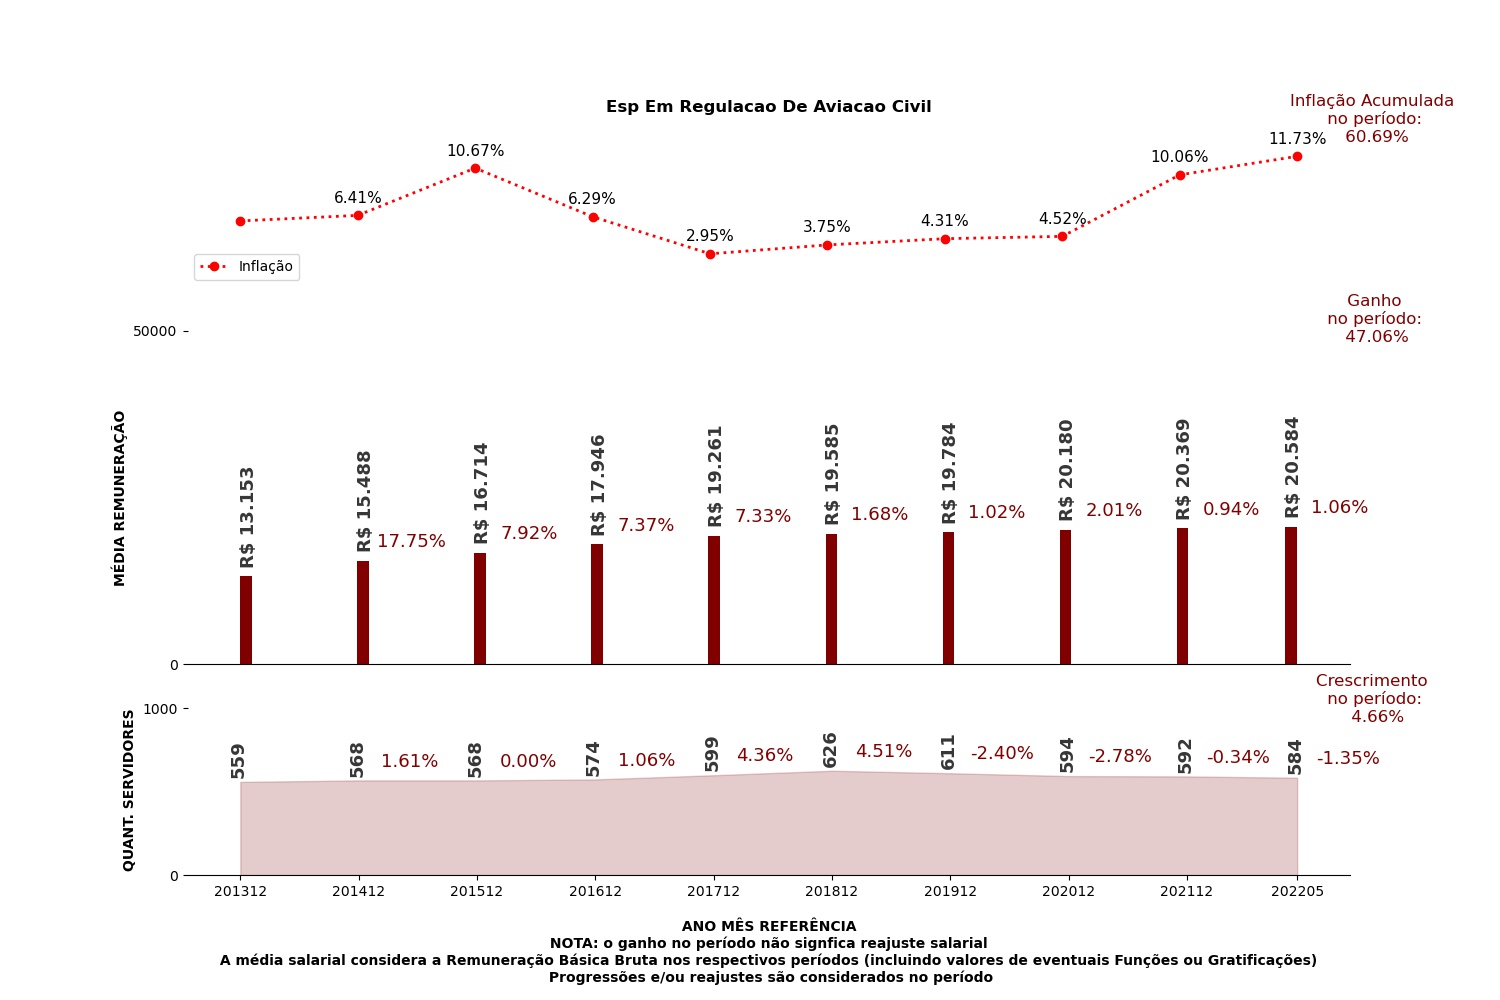 Esp Em Regulacao De Aviacao Civil
Inflação Acumulada
no período:
60.69%
6.41%
10.67%
6.29%
2.95%
3.75%
4.31%
4.52%
10.06%
11.73%
Inflação
Ganho
no período:
47.06%
50000
0
MÉDIA REMUNERAÇÃO
R$ 13.153
R$ 15.488
17.75%
R$ 16.714
7.92%
R$ 17.946
7.37%
R$ 19.261
7.33%
R$ 19.585
1.68%
R$ 19.784
1.02%
R$ 20.180
2.01%
R$ 20.369
0.94%
R$ 20.584
1.06%
Crescrimento
no período:
4.66%
1000
0
QUANT. SERVIDORES
559
568
1.61%
568
0.00%
574
1.06%
599
4.36%
626
4.51%
611
-2.40%
594
-2.78%
592
-0.34%
584
-1.35%
201312
201412
201512
201612
201712
201812
201912
202012
202112
202205
ANO MÊS REFERÊNCIA
NOTA: o ganho no período não signfica reajuste salarial
A média salarial considera a Remuneração Básica Bruta nos respectivos períodos (incluindo valores de eventuais Funções ou Gratificações)
Progressões e/ou reajustes são considerados no período